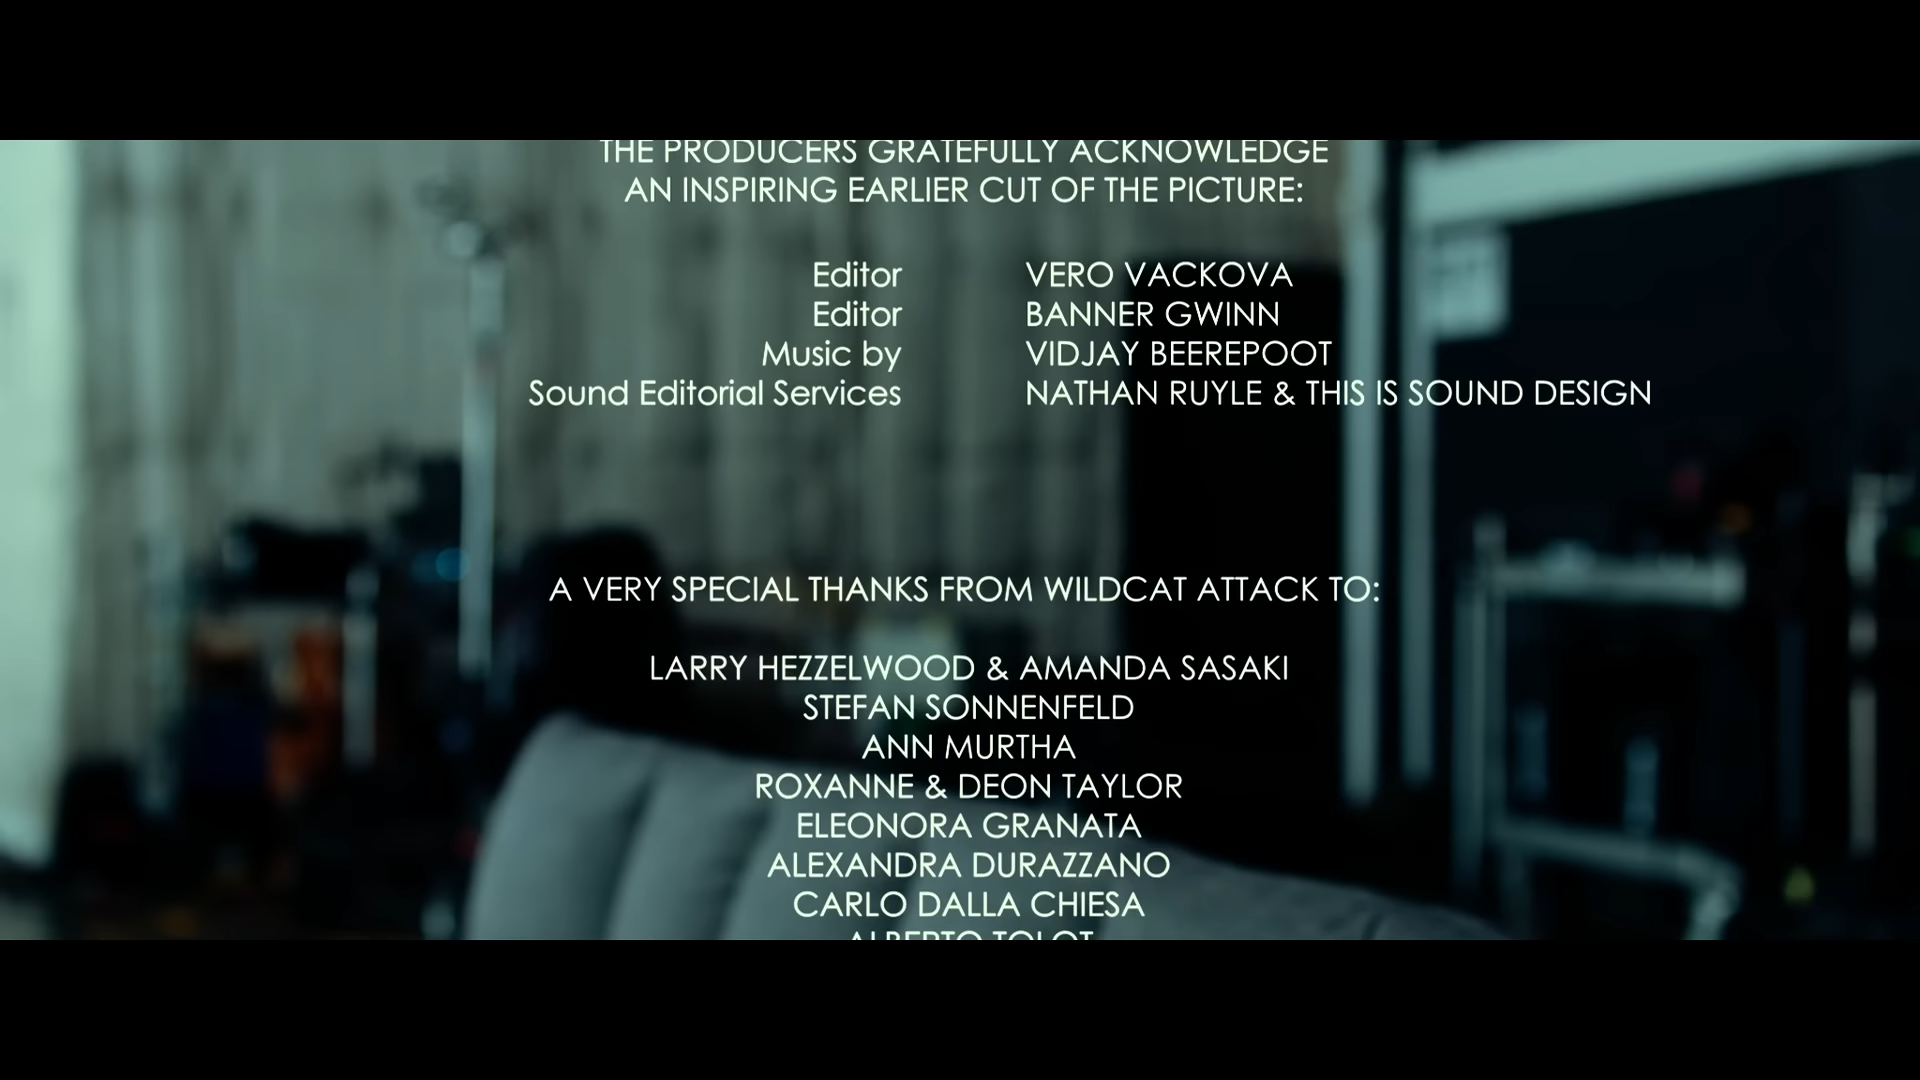 THE PRODUCERS GRATEFULLY ACKNOWLEDGE
AN INSPIRING EARLIER CUT OF THE PICTURE:
Editor VERO VACKOVA
Editor BANNER GWINN
Music by VIDJAY BEEREPOOT
Sound Editorial Services NATHAN RUYLE & THIS IS SOUND DESIGN
A VERY SPECIAL THANKS FROM WILDCAT ATTACK TO:
LARRY HEZZELWOOD & AMANDA SASAKI
STEFAN SONNENFELD
ANN MURTHA
ROXANNE & DEON TAYLOR
ELEONORA GRANATA
ALEXANDRA DURAZZANO
CARLO DALLA CHIESA
ALBERTO TOLOT